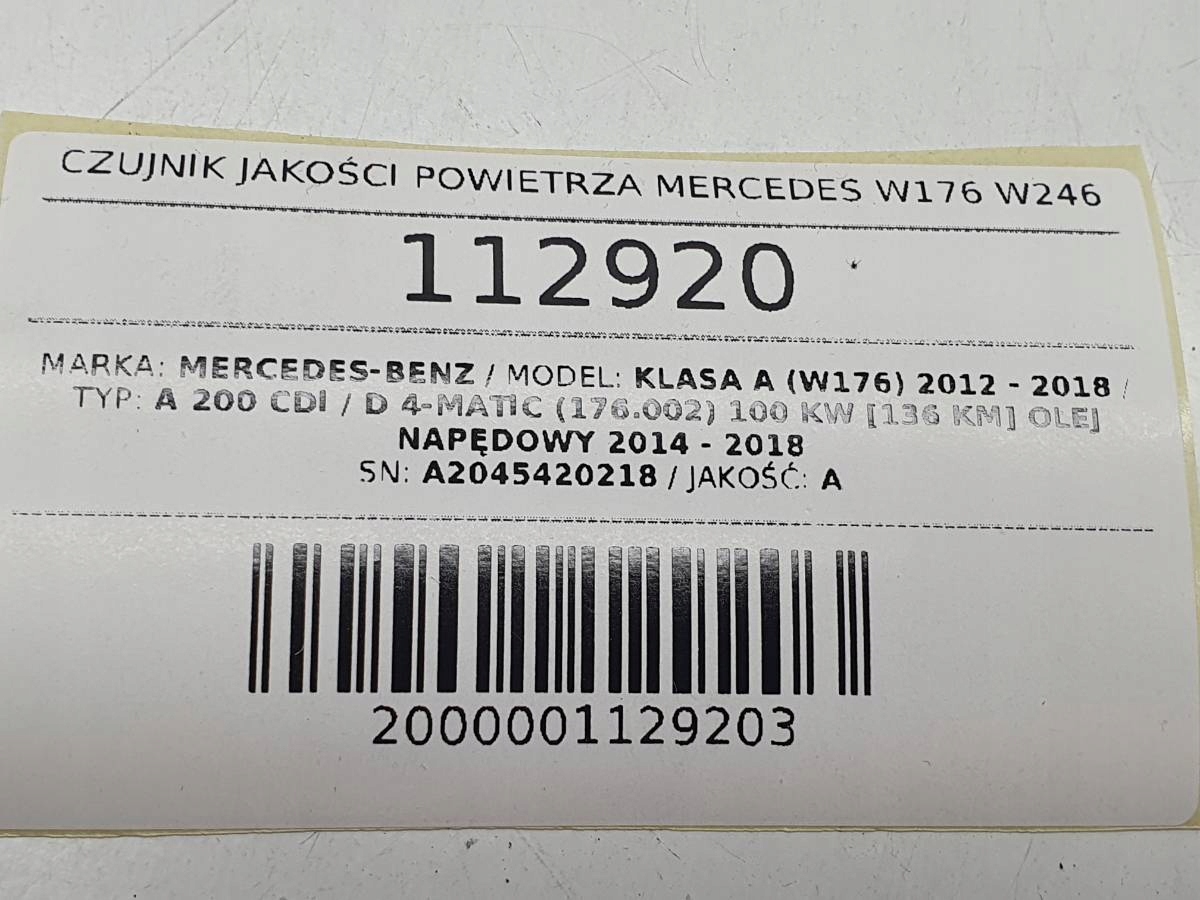 CZUJNIK JAKOŚCI POWIETRZA MERCEDES W176 W246
112920
MARKA: MERCEDES-BENZ / MODEL: KLASA A (W176) 2012 - 2018 /
TYP: A 200 CDI / D 4-MATIC (176.002) 100 KW [136 KM] OLEJ
NAPĘDOWY 2014 - 2018
SN: A2045420218 / JAKOŚĆ: A
2000001129203